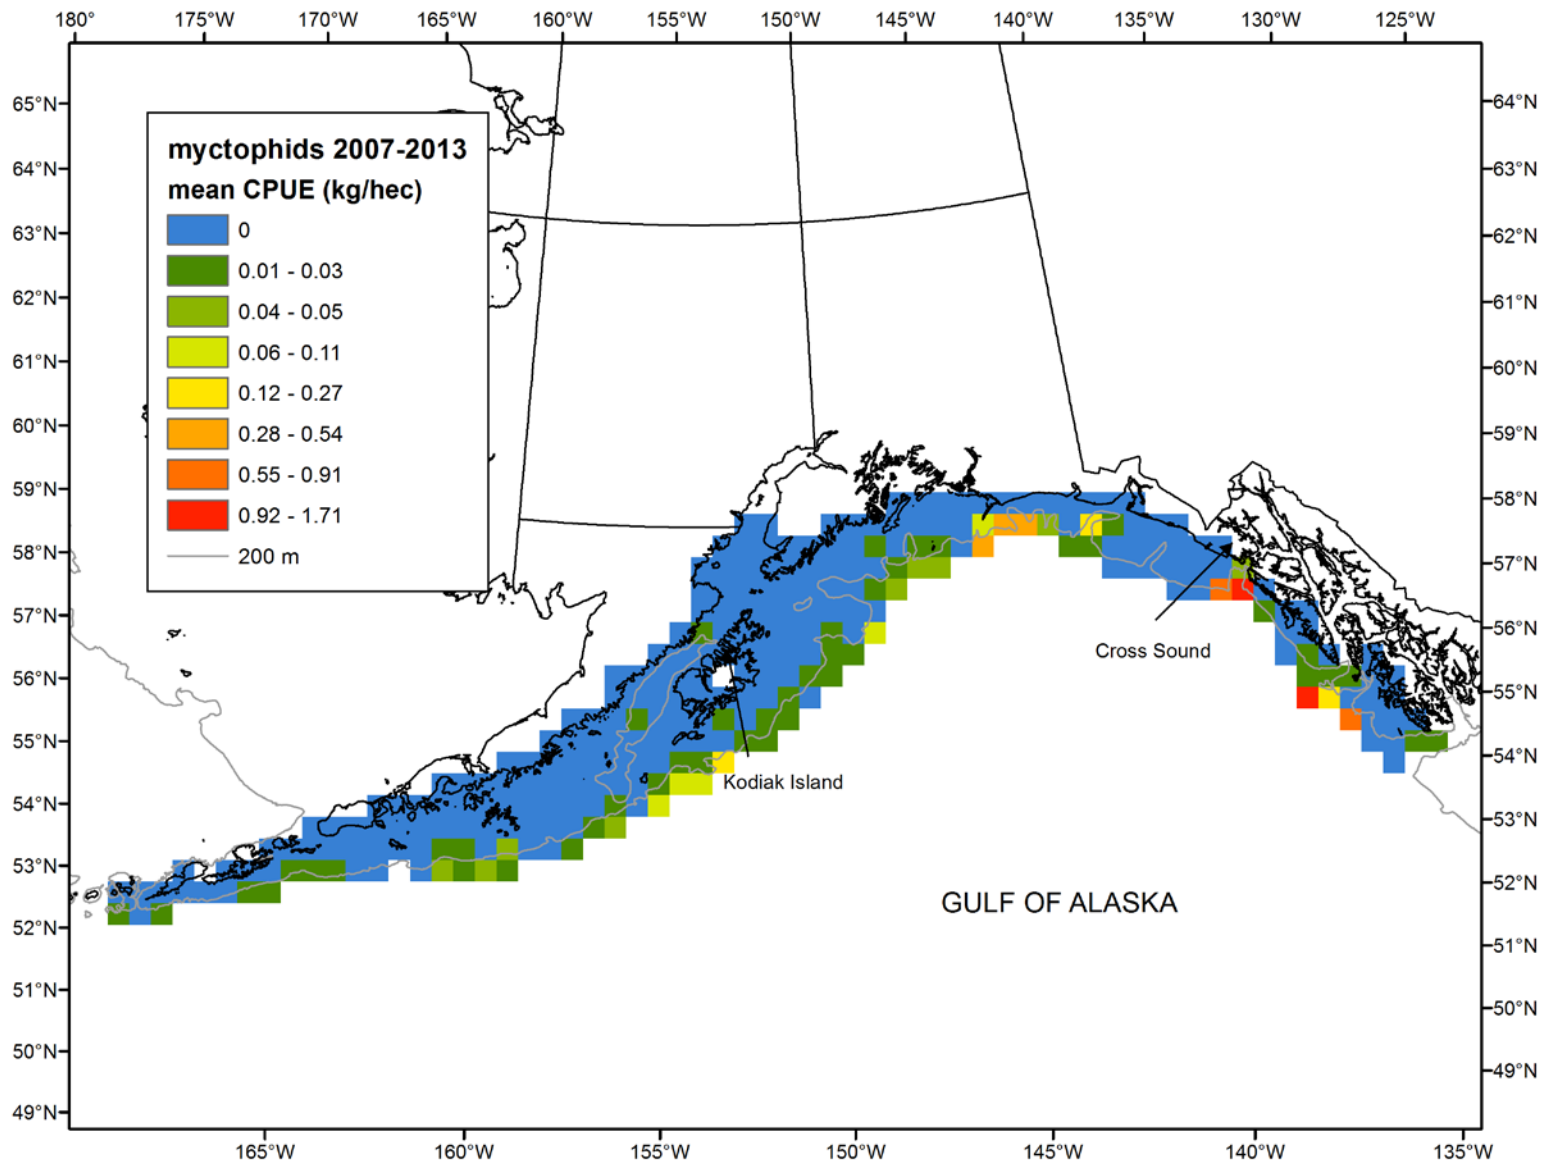 180° 175°W 170°W 165°W 160°W 155°W 150°W 145°W 140°W 135°W 130°W 125°W
65°N
64°N
63°N
62°N
61°N
60°N
59°N
58°N
57°N
56°N
55°N
54°N
53°N
52°N
51°N
50°N
49°N
myctophids 2007-2013
mean CPUE (kg/hec)
0
0.01 - 0.03
0.04 - 0.05
0.06 - 0.11
0.12 - 0.27
0.28 - 0.54
0.55 - 0.91
0.92 - 1.71
200 m
Cross Sound
Kodiak Island
GULF OF ALASKA
64°N
63°N
62°N
61°N
60°N
59°N
58°N
57°N
56°N
55°N
54°N
53°N
52°N
51°N
50°N
49°N
165°W 160°W 155°W 150°W 145°W 140°W 135°W